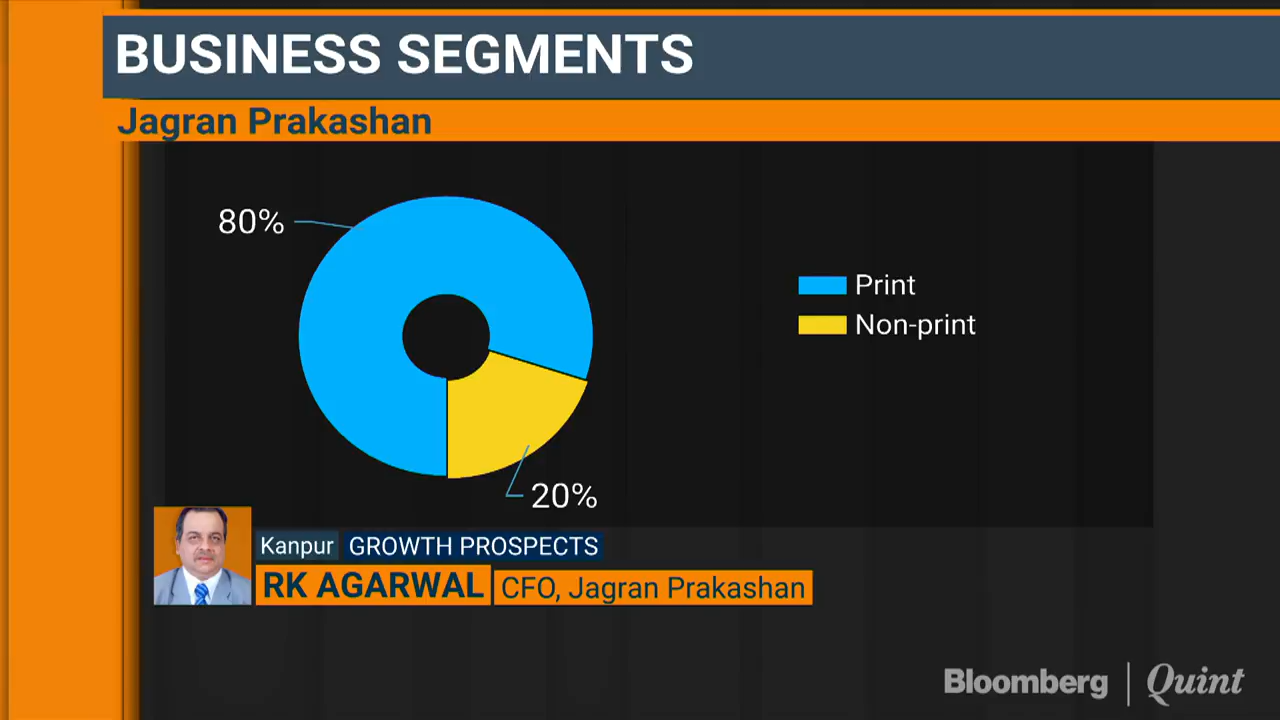 BUSINESS SEGMENTS
Jagran Prakashan
80%
Print
Non-print
20%
Kanpur GROWTH PROSPECTS
RK AGARWAL CFO, Jagran Prakashan
Bloomberg | Quint